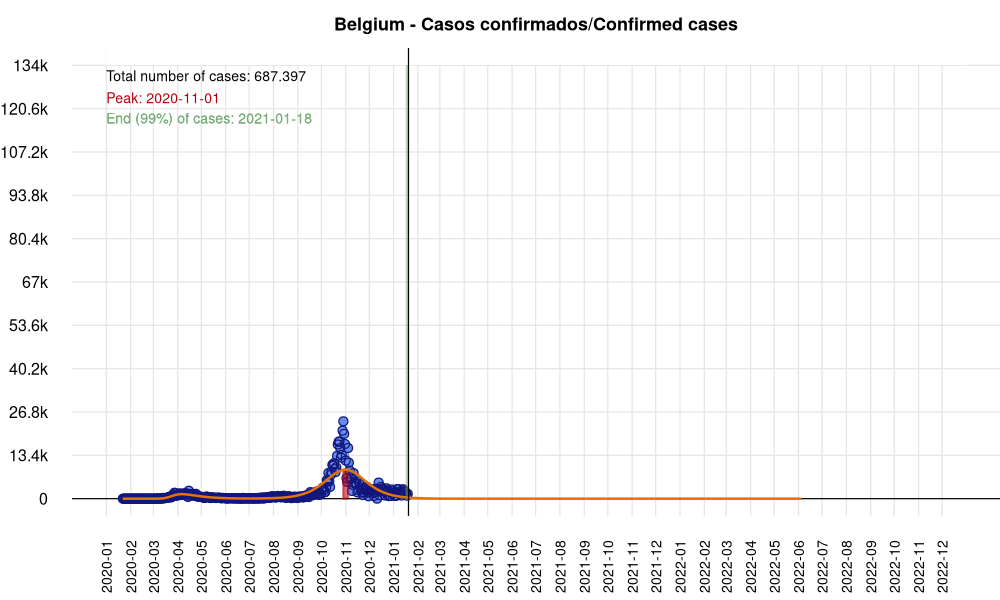 Belgium - Casos confirmados/Confirmed cases
Total number of cases: 687.397
Peak: 2020-11-01
End (99%) of cases: 2021-01-18
134k
120.6k
107.2k
93.8k
80.4k
67k
53.6k
40.2k
26.8k
13.4k
0
2020-01
2020-02
2020-03
2020-04
2020-05
2020-06
2020-07
2020-08
2020-09
2020-10
2020-11
2020-12
2021-01
2021-02
2021-03
2021-04
2021-05
2021-06
2021-07
2021-08
2021-09
2021-10
2021-11
2021-12
2022-01
2022-02
2022-03
2022-04
2022-05
2022-06
2022-07
2022-08
2022-09
2022-10
2022-11
2022-12